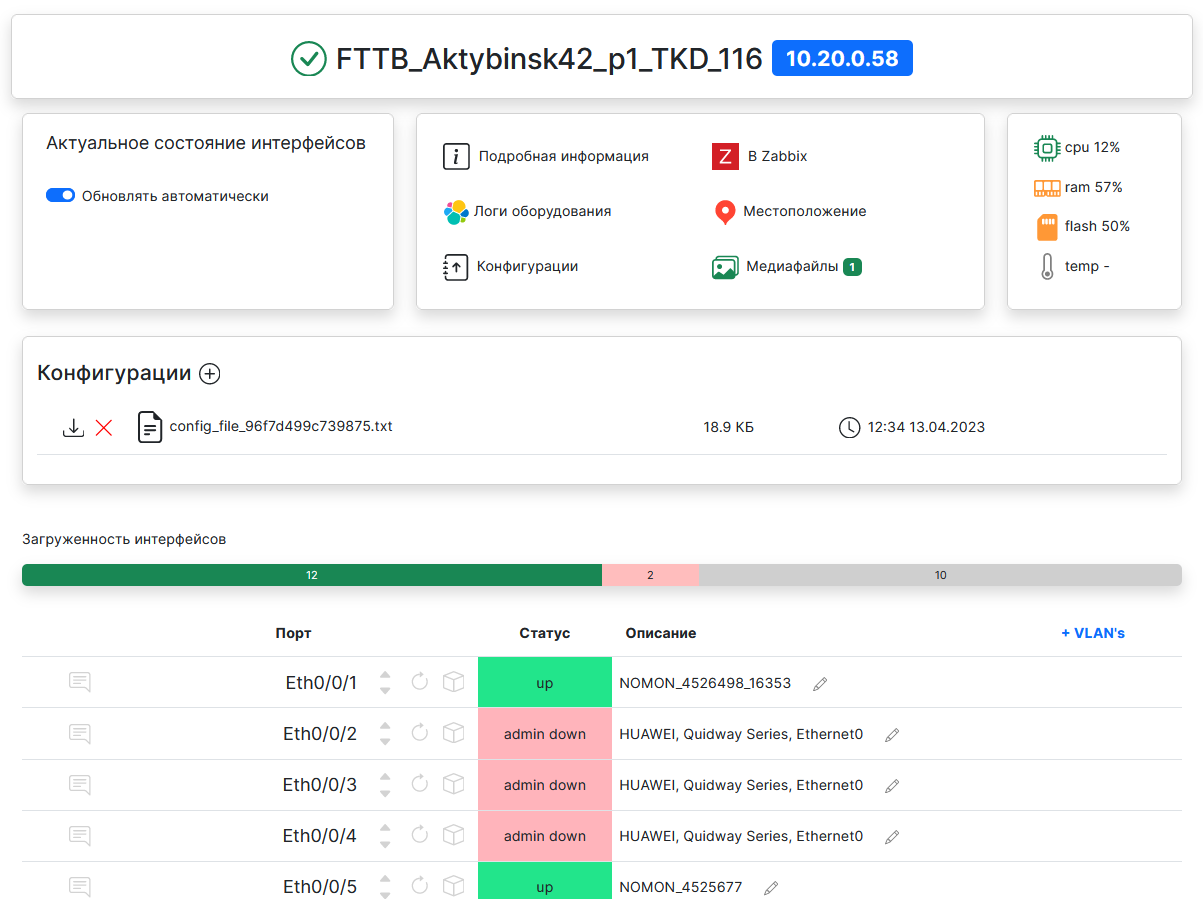 FTTB_Aktybinsk42_p1_TKD_116 10.20.0.58
Актуальное состояние интерфейсов
Обновлять автоматически
Подробная информация
В Zabbix
Логи оборудования
Местоположение
Конфигурации
Медиафайлы 1
cpu 12%
ram 57%
flash 50%
temp -
Конфигурации
config_file_96f7d499c739875.txt 18.9 КБ 12:34 13.04.2023
Загруженность интерфейсов
12 2 10
Порт Статус Описание + VLAN's
Eth0/0/1 up NOMON_4526498_16353
Eth0/0/2 admin down HUAWEI, Quidway Series, Ethernet0
Eth0/0/3 admin down HUAWEI, Quidway Series, Ethernet0
Eth0/0/4 admin down HUAWEI, Quidway Series, Ethernet0
Eth0/0/5 up NOMON_4525677